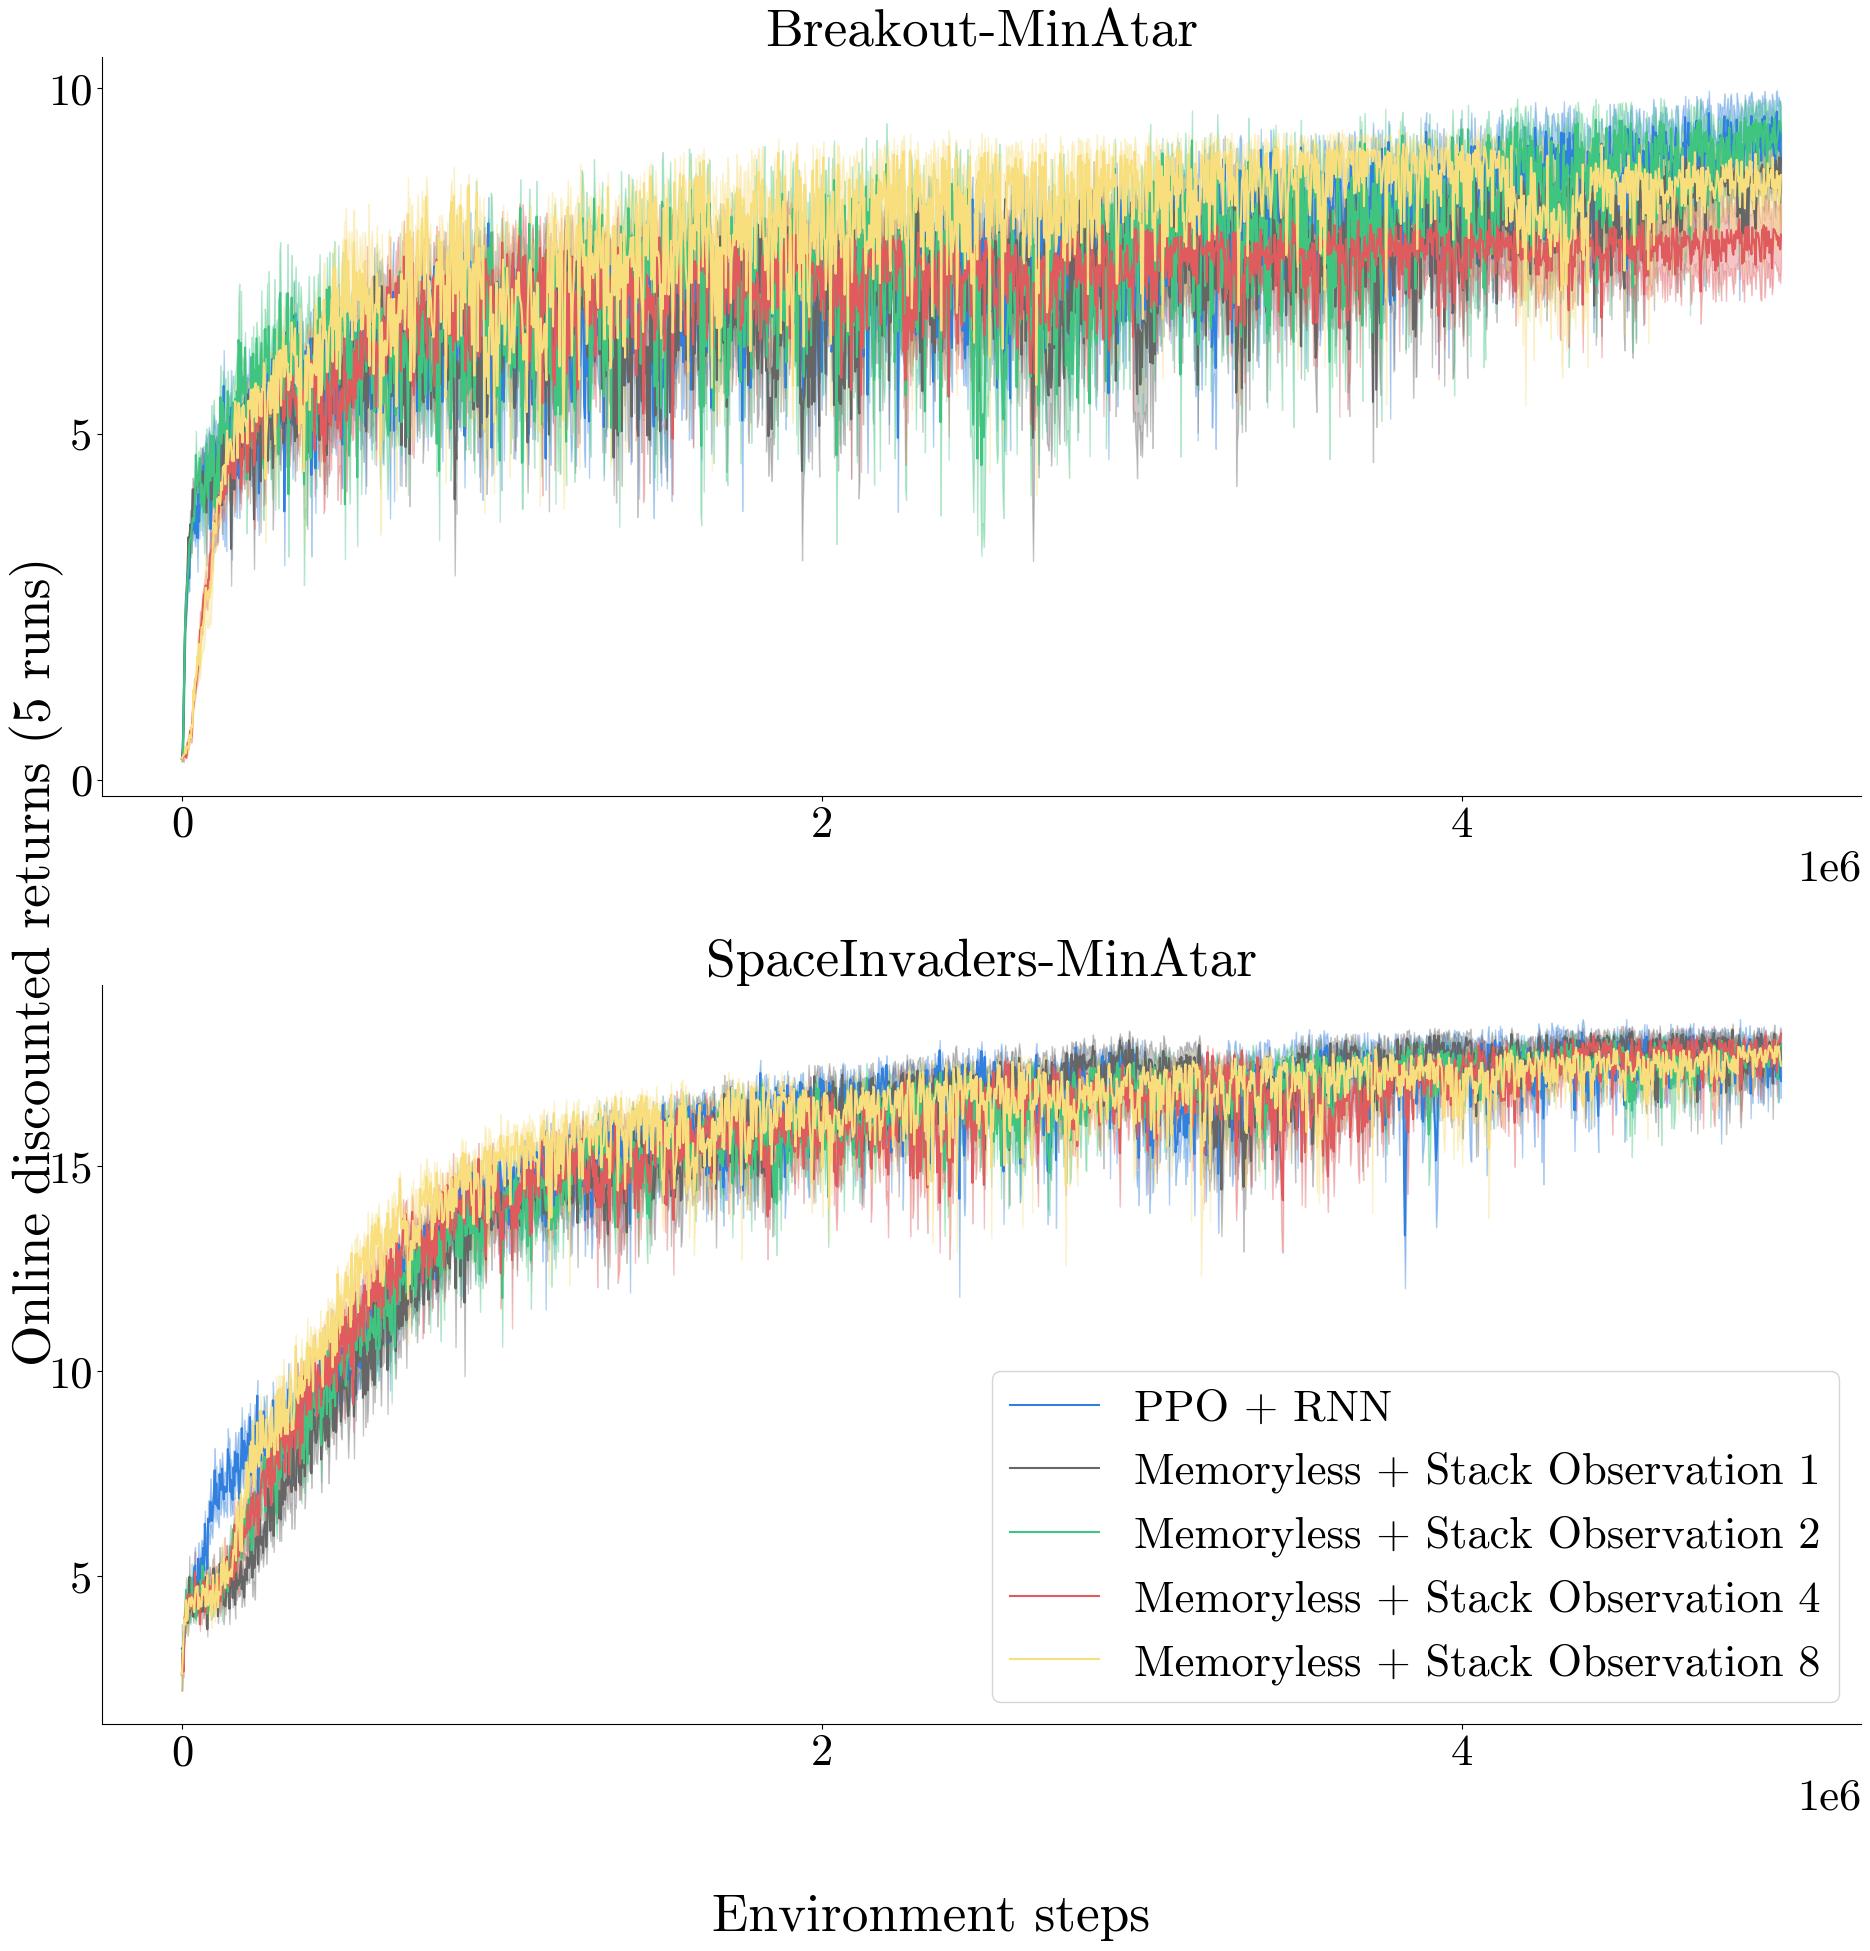 Breakout-MinAtar
10
5
0
0 2 4
1e6
Online discounted returns (5 runs)
SpaceInvaders-MinAtar
15
10
5
PPO + RNN
Memoryless + Stack Observation 1
Memoryless + Stack Observation 2
Memoryless + Stack Observation 4
Memoryless + Stack Observation 8
0 2 4
1e6
Environment steps